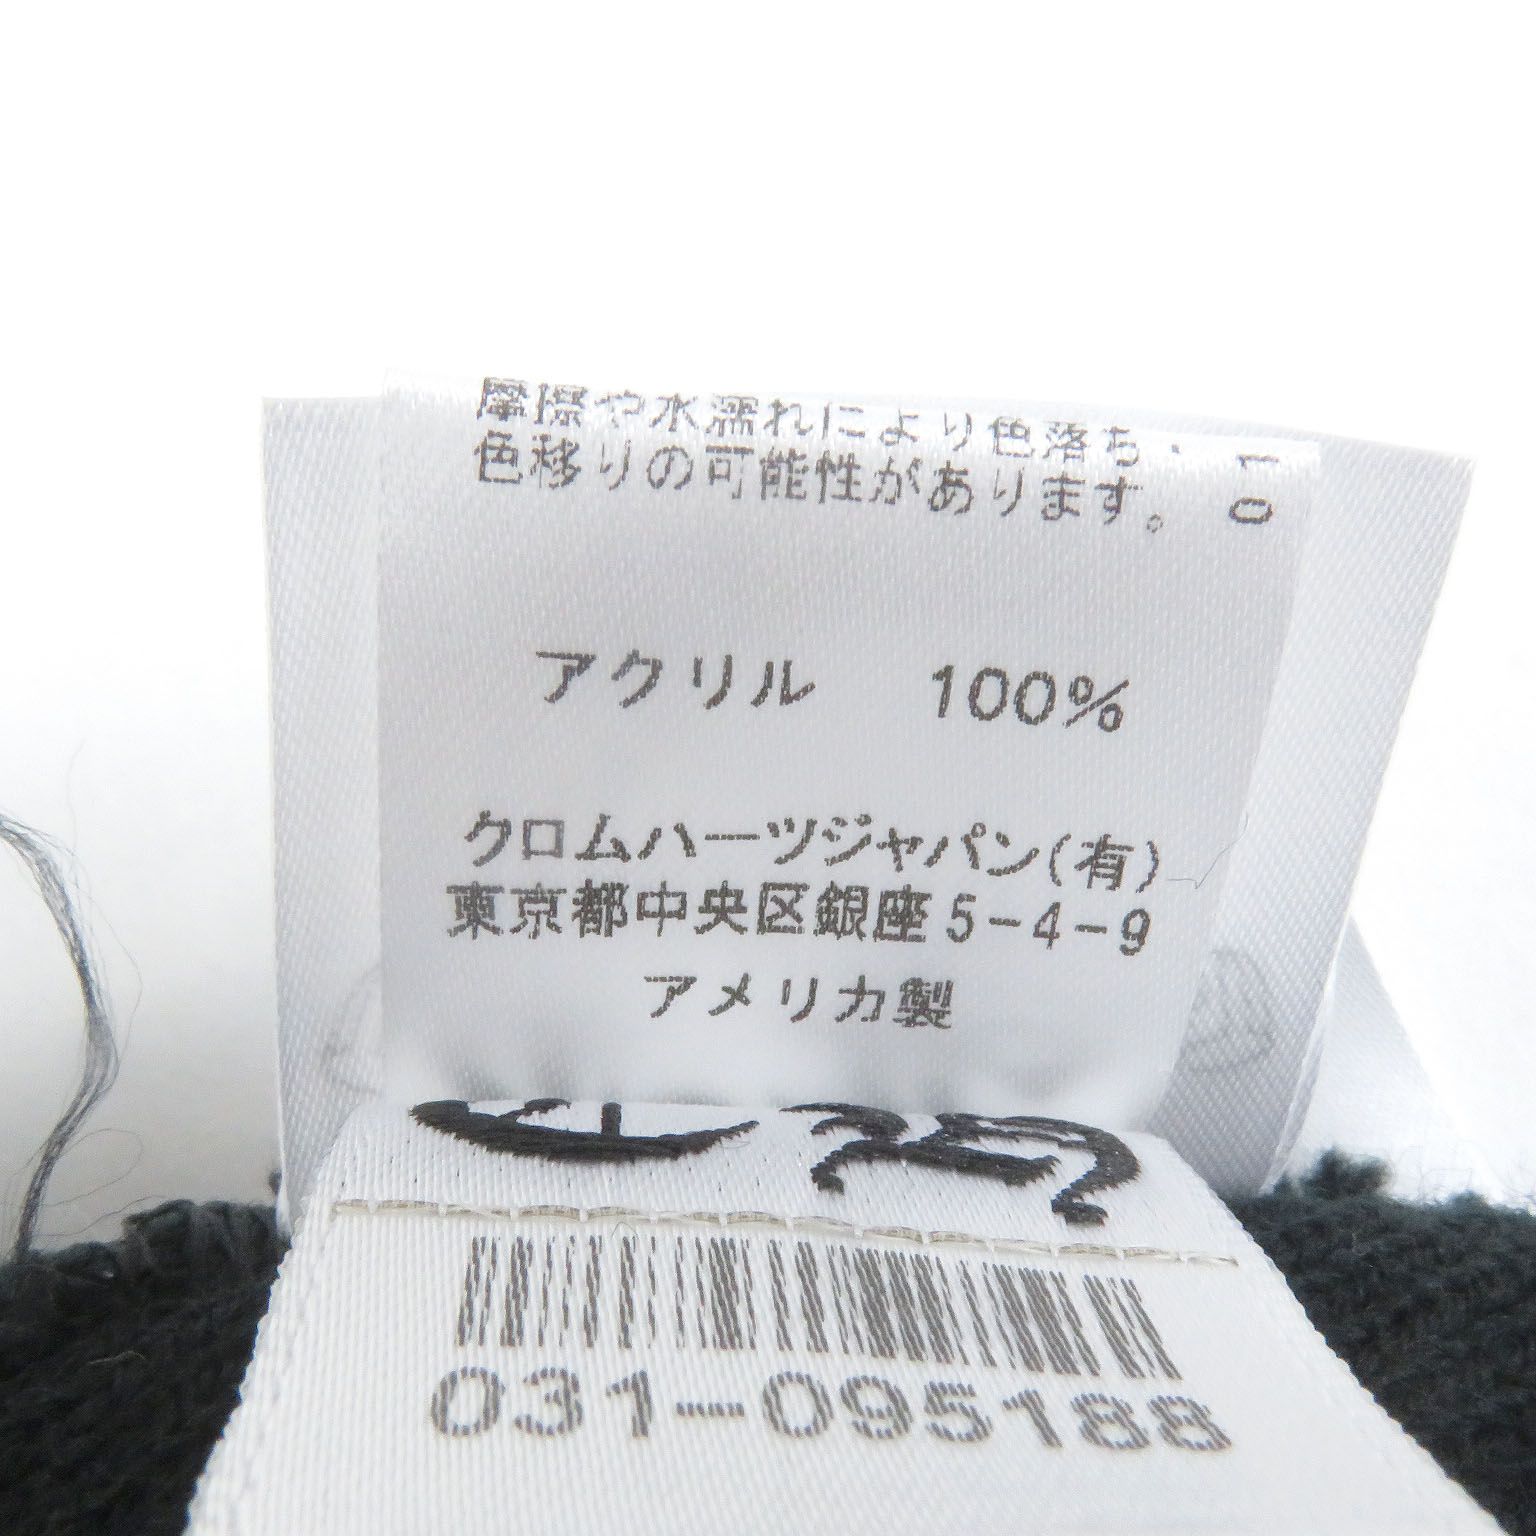 摩擦や水濡れにより色落ち・
色移りの可能性があります。
01
アクリル 100%
クロムハーツジャパン(有)
東京都中央区銀座5-4-9
アメリカ製
031-095188